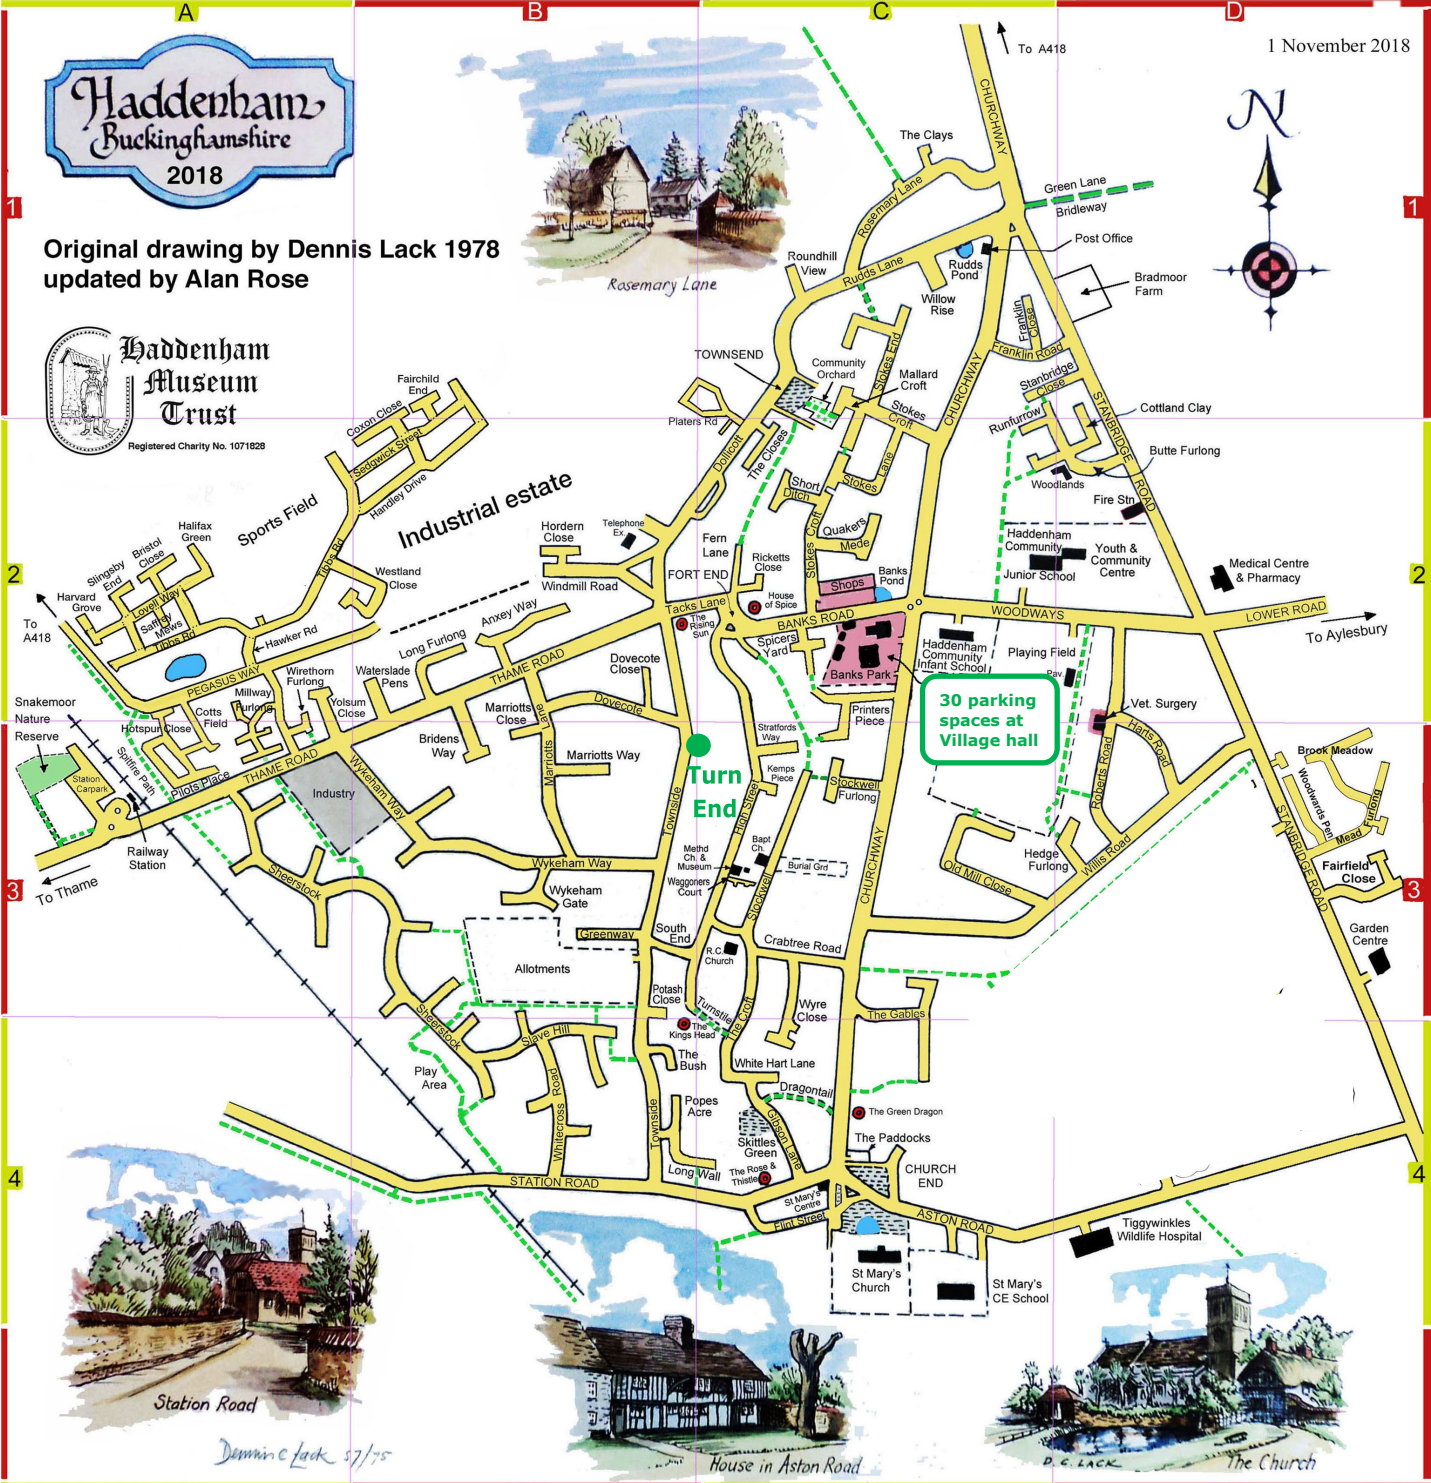 A
B
C
D
1 November 2018
Haddenham
Buckinghamshire
2018
Original drawing by Dennis Lack 1978
updated by Alan Rose
Haddenham
Museum
Trust
Registered Charity No. 1071828
Rosemary Lane
N
To A418
CHURCHWAY
The Clays
Rosemary Lane
Green Lane
Bridleway
1
1
Post Office
Rudds
Pond
Bradmoor
Farm
Roundhill
View
Rudds Lane
Willow
Rise
Franklin
Close
Franklin Road
TOWNSEND
Community
Orchard
Stokes End
Mallard
Croft
CHURCHWAY
Stanbridge
Close
Fairchild
End
Coxon Close
Sedgwick Street
Handley Drive
Platers Rd
Dollicott
The Closes
Stokes
Croft
Runfurrow
Cottland Clay
STANBRIDGE
ROAD
Butte Furlong
Woodlands
Fire Stn
Sports Field
Industrial estate
Short
Ditch
Stokes
Lane
Stokes Croft
Quakers
Mede
Halifax
Green
Bristol
Close
Slingsby
End
Harvard
Grove
Lovell Way
Saffrey
Mews
Tibbs Rd
Tibbs Rd
Westland
Close
Hordern
Close
Telephone
Ex.
Windmill Road
Fern
Lane
FORT END
Ricketts
Close
House
of Spice
Shops
Banks
Pond
Haddenham
Community
Junior School
Youth &
Community
Centre
Medical Centre
& Pharmacy
2
2
To
A418
Hawker Rd
Anxey Way
Long Furlong
Tacks Lane
The
Rising
Sun
BANKS ROAD
WOODWAYS
LOWER ROAD
To Aylesbury
Spicers
Yard
Banks Park
Haddenham
Community
Infant School
Playing Field
Pav.
30 parking
spaces at
Village hall
Vet. Surgery
PEGASUS WAY
Wirethorn
Furlong
Waterslade
Pens
THAME ROAD
Dovecote
Close
Dovecote
Snakemoor
Nature
Reserve
Hotspur Close
Cotts
Field
Millway
Furlong
Yolsum
Close
Marriotts
Close
Marriotts
Lane
Bridens
Way
Marriotts Way
Stratfords
Way
Printers
Piece
Harts Road
Roberts Road
Brook Meadow
Woodwards Pen
Mead
Furlong
Station
Carpark
Spitfire Path
Pilots Place
THAME ROAD
Industry
Wykeham Way
Turn
End
Townside
High Street
Kemps
Piece
Stockwell
Furlong
CHURCHWAY
Hedge
Furlong
Old Mill Close
Willis Road
STANBRIDGE ROAD
Fairfield
Close
Railway
Station
To Thame
3
3
Sheerstock
Wykeham Way
Wykeham
Gate
Methd
Ch. &
Museum
Waggoners
Court
Bapt
Ch.
Burial Grd
Stockwell
Greenway
South
End
R.C.
Church
Crabtree Road
Garden
Centre
Allotments
Potash
Close
Turnstile
The Croft
Wyre
Close
The Gables
Sheerstock
Slave Hill
The
Kings Head
The
Bush
White Hart Lane
Play
Area
Whitecross Road
Townside
Popes
Acre
Dragontail
The Green Dragon
Skittles
Green
Gibson Lane
The Paddocks
CHURCH
END
Long Wall
The Rose &
Thistle
4
4
STATION ROAD
St Mary's
Centre
Flint Street
ASTON ROAD
Tiggywinkles
Wildlife Hospital
St Mary's
Church
St Mary's
CE School
Station Road
Dennis C Lack 57/75
House in Aston Road
D. C. LACK
The Church